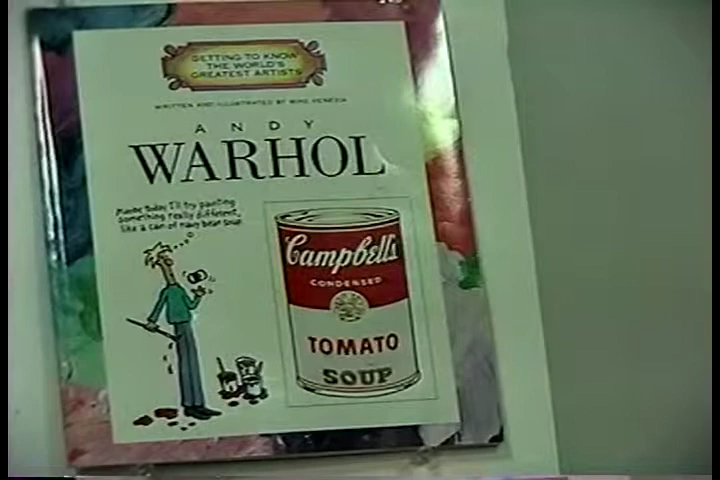 GETTING TO KNOW
THE WORLD'S
GREATEST ARTISTS
WRITTEN AND ILLUSTRATED BY MIKE VENEZIA
ANDY
WARHOL
Maybe today I'll try painting
something really different,
like a can of navy bean soup.
Campbell's
CONDENSED
TOMATO
SOUP